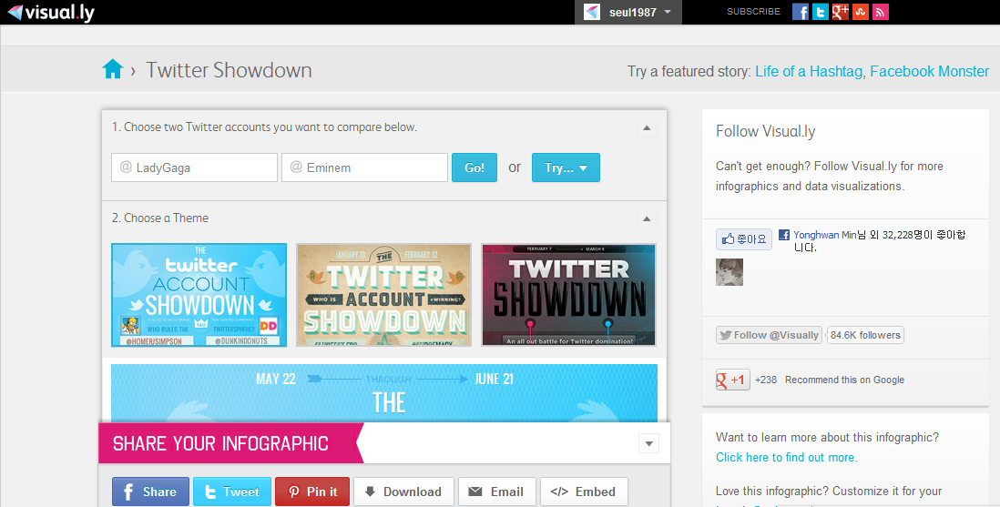 visual.ly
seul1987
SUBSCRIBE
› Twitter Showdown
Try a featured story: Life of a Hashtag, Facebook Monster
1. Choose two Twitter accounts you want to compare below.
@ LadyGaga
@ Eminem
Go!
or
Try...
2. Choose a Theme
THE
twitter
ACCOUNT
SHOWDOWN
WHO RULES THE
TWITTERSPHERE?
DD
@HOMERJSIMPSON
@DUNKINDONUTS
JANUARY 13
FEBRUARY 12
THE
TWITTER
WHO IS
ACCOUNT
#WINNING?
SHOWDOWN
FEBRUARY 7
MARCH 8
TWITTER
SHOWDOWN
An all out battle for Twitter domination!
MAY 22
THROUGH
JUNE 21
THE
SHARE YOUR INFOGRAPHIC
f Share
Tweet
Pin it
Download
Email
</> Embed
Follow Visual.ly
Can't get enough? Follow Visual.ly for more
infographics and data visualizations.
좋아요
Yonghwan Min님 외 32,228명이 좋아합
니다.
Follow @Visually
84.6K followers
g +1
+238
Recommend this on Google
Want to learn more about this infographic?
Click here to find out more.
Love this infographic? Customize it for your